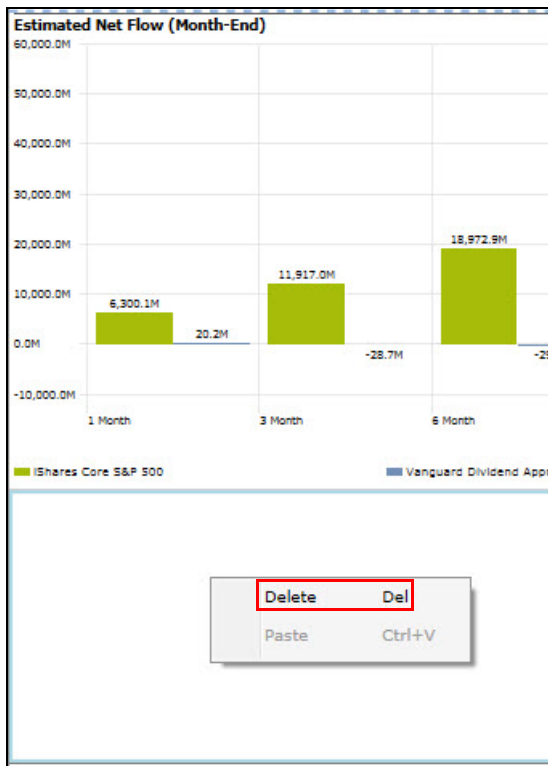 Estimated Net Flow (Month-End)
60,000.0M
50,000.0M
40,000.0M
30,000.0M
20,000.0M
18,972.9M
11,917.0M
10,000.0M
6,300.1M
20.2M
0.0M
-28.7M
-10,000.0M
1 Month 3 Month 6 Month
iShares Core S&P 500 Vanguard Dividend
Delete Del
Paste Ctrl+V